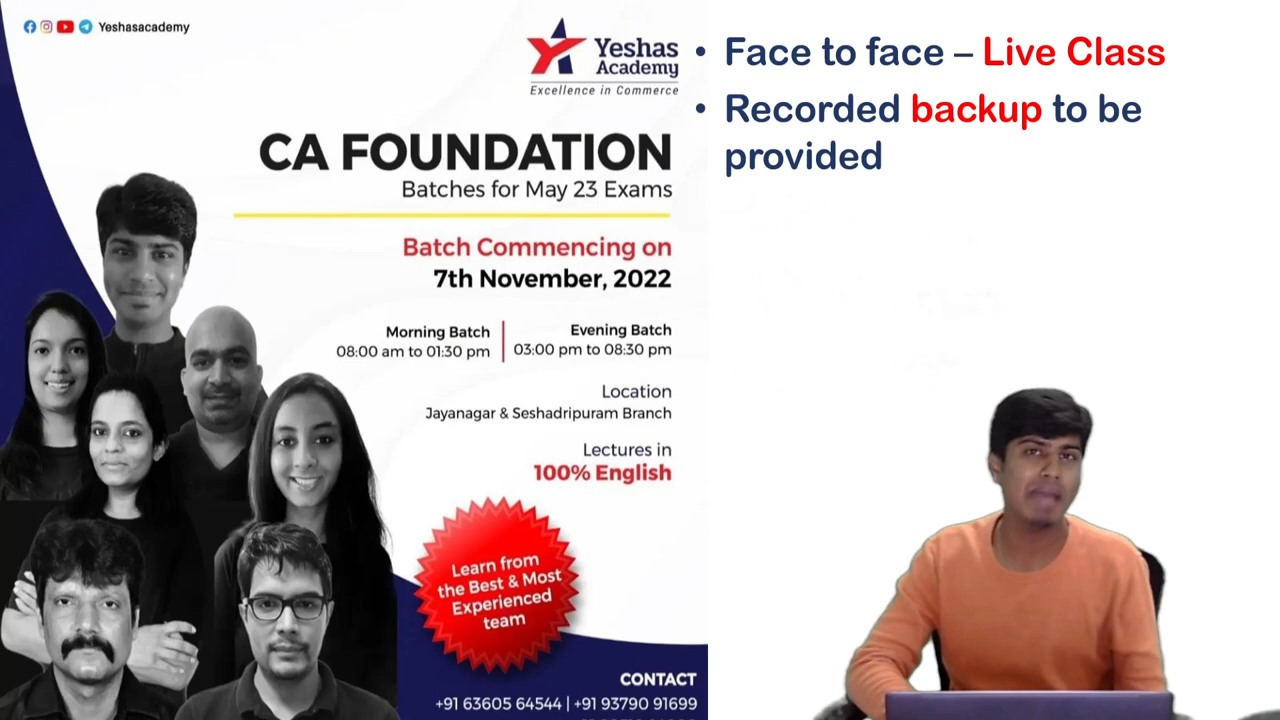 Yeshasacademy
Yeshas
Academy
Excellence in Commerce
CA FOUNDATION
Batches for May 23 Exams
Batch Commencing on
7th November, 2022
Morning Batch
08:00 am to 01:30 pm
Evening Batch
03:00 pm to 08:30 pm
Location
Jayanagar & Seshadripuram Branch
Lectures in
100% English
Learn from
the Best & Most
Experienced
team
CONTACT
+91 63605 64544 | +91 93790 91699
• Face to face – Live Class
• Recorded backup to be
provided